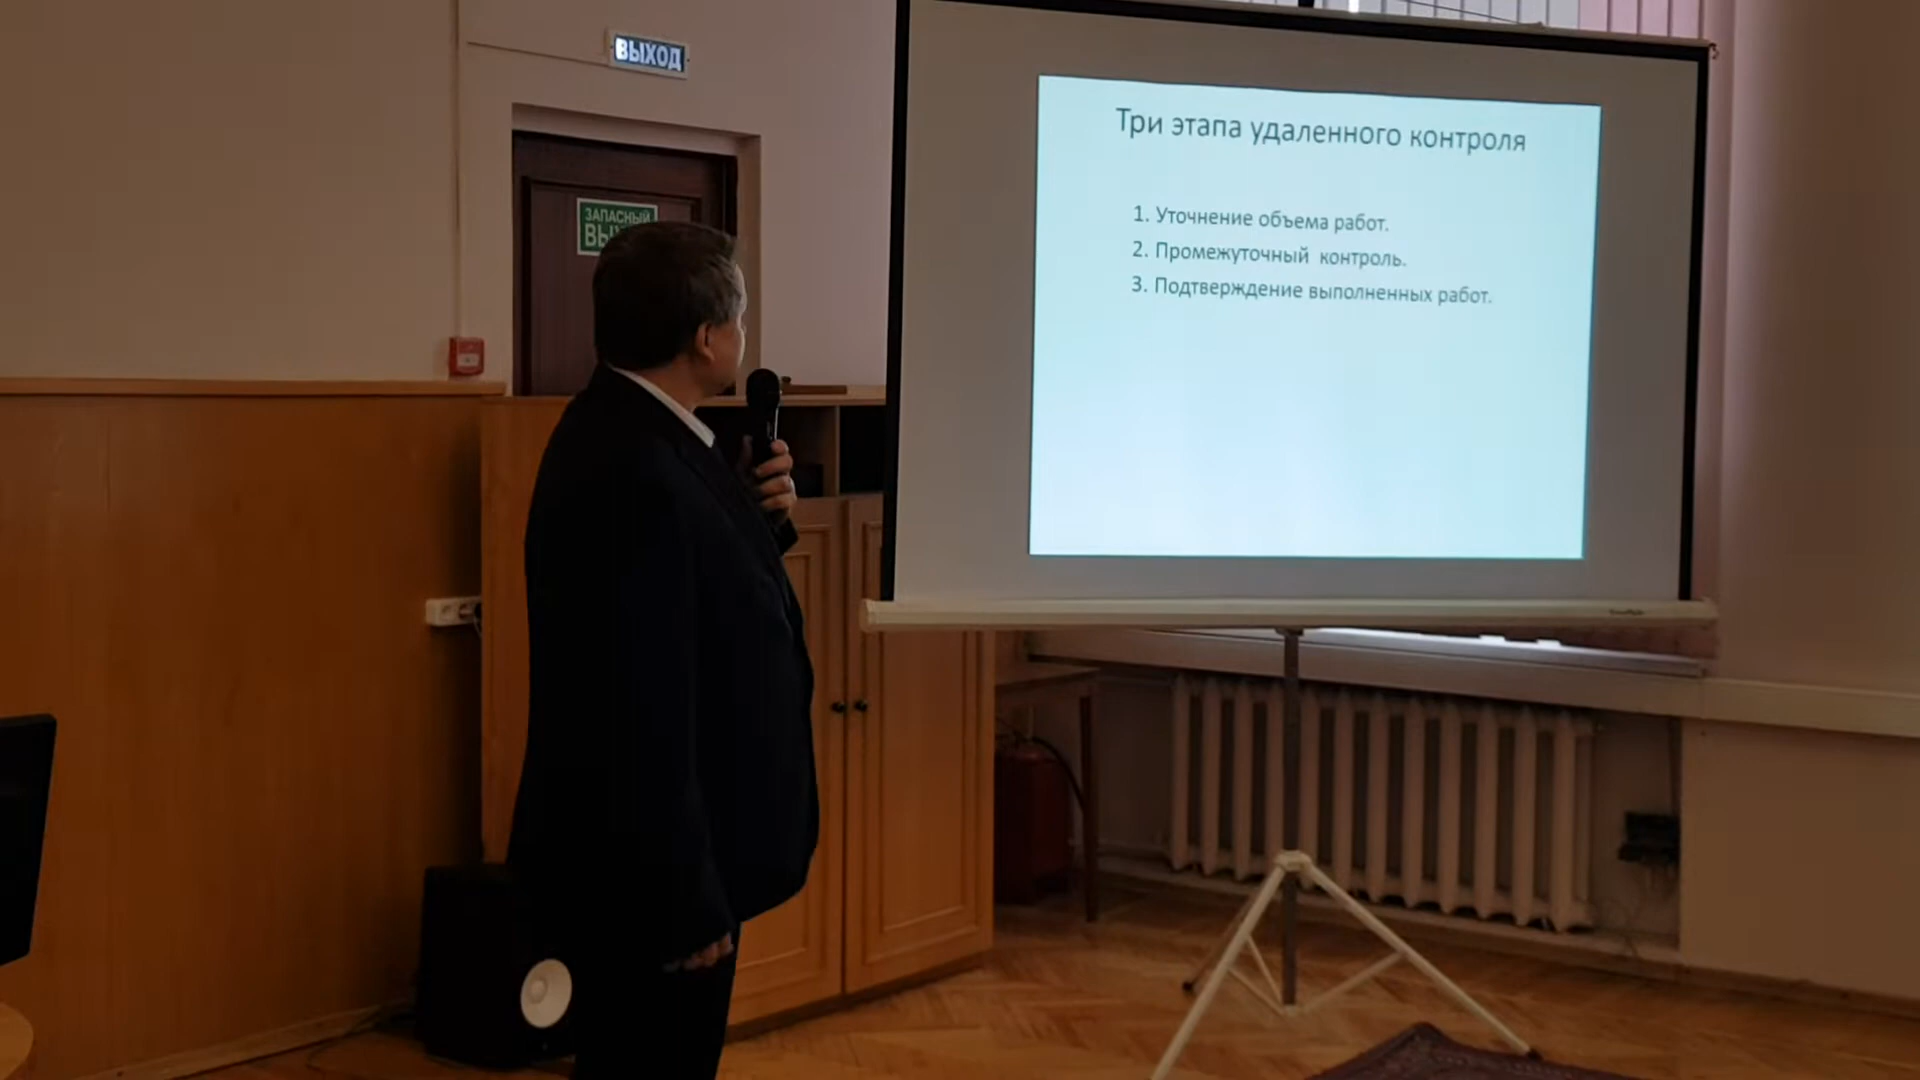 ВЫХОД
ЗАПАСНЫЙ
Три этапа удаленного контроля
1. Уточнение объема работ.
2. Промежуточный контроль.
3. Подтверждение выполненных работ.